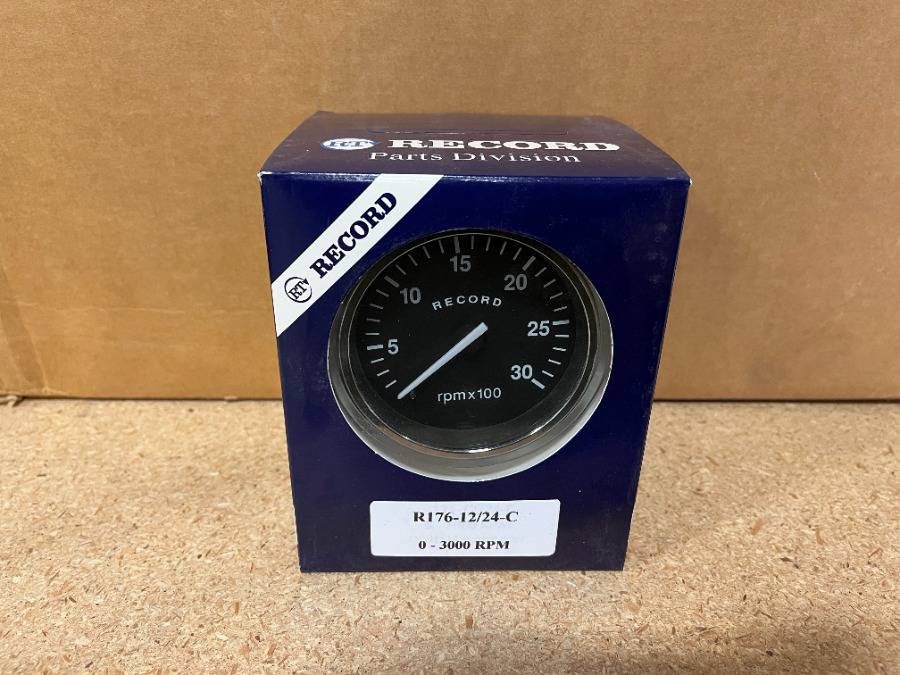 RECORD
Parts Division
RT RECORD
5
10
15
20
25
30
RECORD
rpm x 100
R176-12/24-C
0 - 3000 RPM